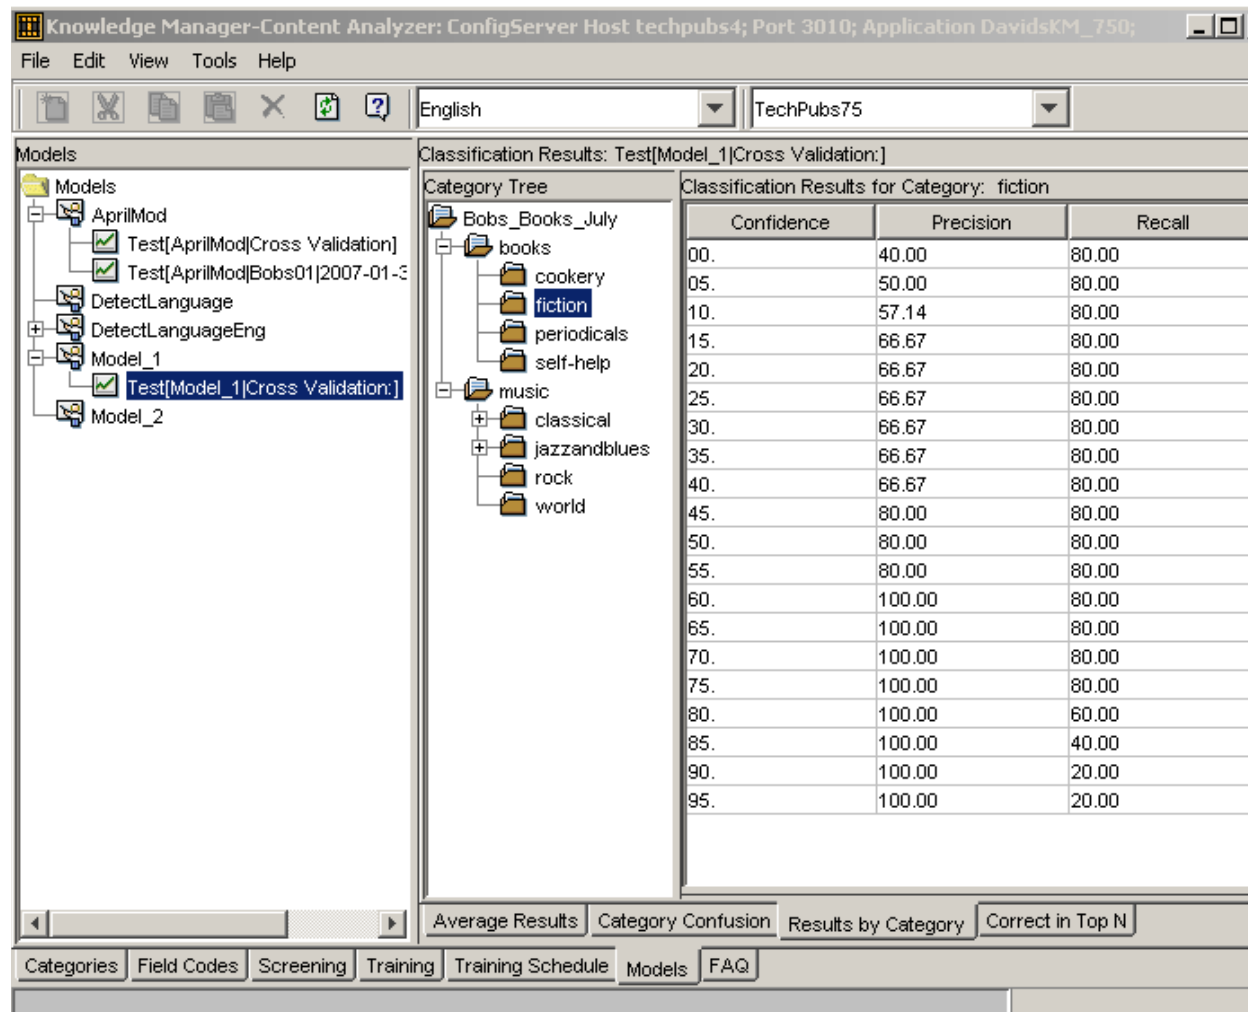 Knowledge Manager-Content Analyzer: ConfigServer Host techpubs4; Port 3010; Application DavidsKM_750;
File Edit View Tools Help
English TechPubs75
Models
Models
AprilMod
Test[AprilMod|Cross Validation]
Test[AprilMod|Bobs01|2007-01-3
DetectLanguage
DetectLanguageEng
Model_1
Test[Model_1|Cross Validation:]
Model_2
Classification Results: Test[Model_1|Cross Validation:]
Category Tree
Bobs_Books_July
books
cookery
fiction
periodicals
self-help
music
classical
jazzandblues
rock
world
Classification Results for Category: fiction
Confidence Precision Recall
00. 40.00 80.00
05. 50.00 80.00
10. 57.14 80.00
15. 66.67 80.00
20. 66.67 80.00
25. 66.67 80.00
30. 66.67 80.00
35. 66.67 80.00
40. 66.67 80.00
45. 80.00 80.00
50. 80.00 80.00
55. 80.00 80.00
60. 100.00 80.00
65. 100.00 80.00
70. 100.00 80.00
75. 100.00 80.00
80. 100.00 60.00
85. 100.00 40.00
90. 100.00 20.00
95. 100.00 20.00
Average Results Category Confusion Results by Category Correct in Top N
Categories Field Codes Screening Training Training Schedule Models FAQ